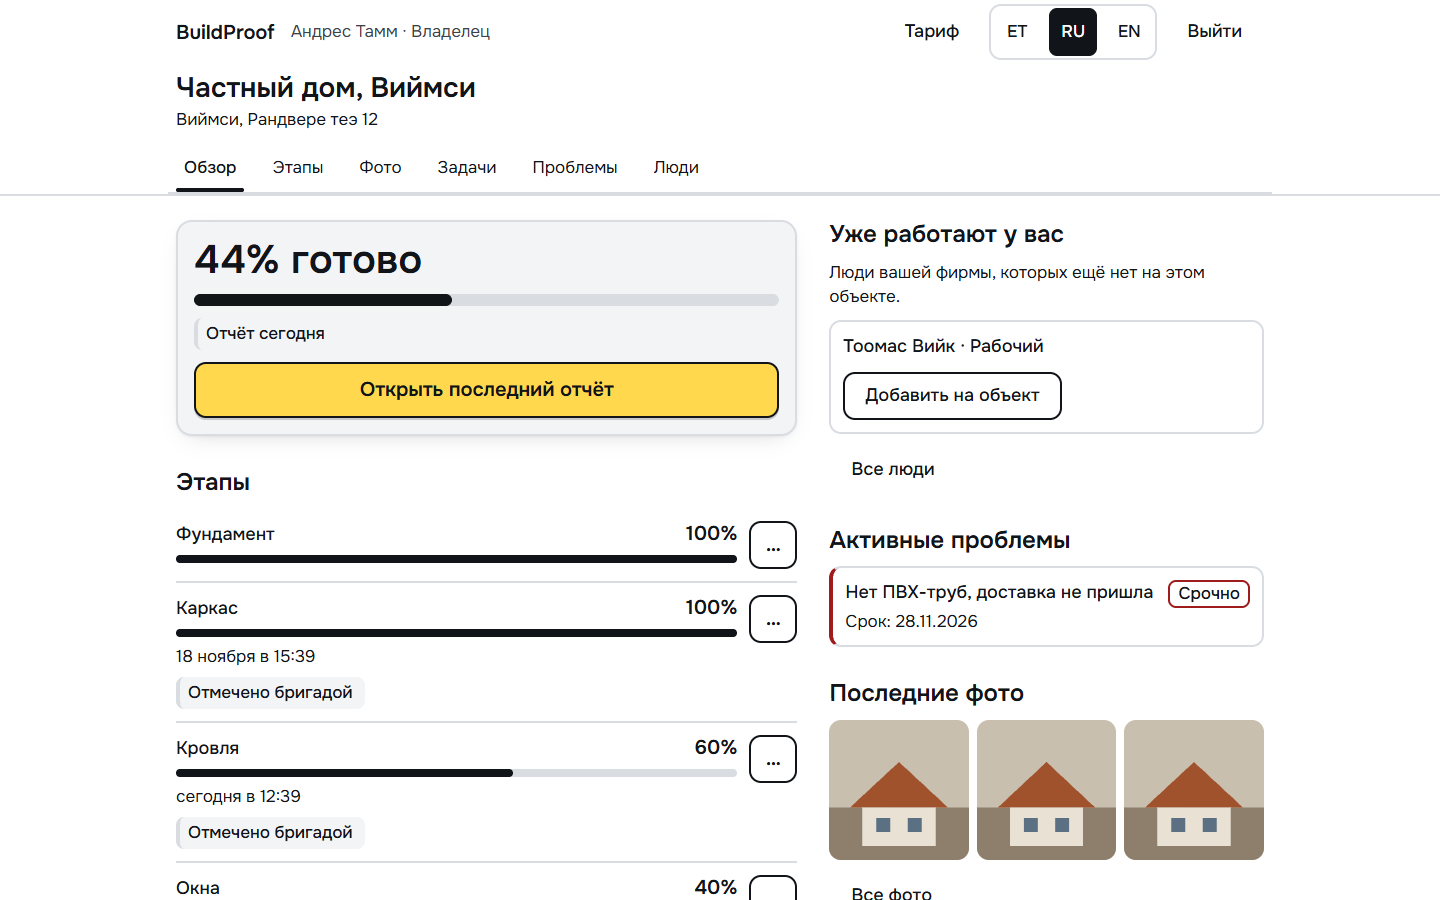 BuildProof
Андрес Тамм · Владелец
Тариф
ET
RU
EN
Выйти
Частный дом, Виймси
Виймси, Рандвере теэ 12
Обзор
Этапы
Фото
Задачи
Проблемы
Люди
44% готово
Отчёт сегодня
Открыть последний отчёт
Этапы
Фундамент
100%
...
Каркас
100%
...
18 ноября в 15:39
Отмечено бригадой
Кровля
60%
...
сегодня в 12:39
Отмечено бригадой
Окна
40%
Уже работают у вас
Люди вашей фирмы, которых ещё нет на этом
объекте.
Тоомас Вийк · Рабочий
Добавить на объект
Все люди
Активные проблемы
Нет ПВХ-труб, доставка не пришла
Срочно
Срок: 28.11.2026
Последние фото
Все фото